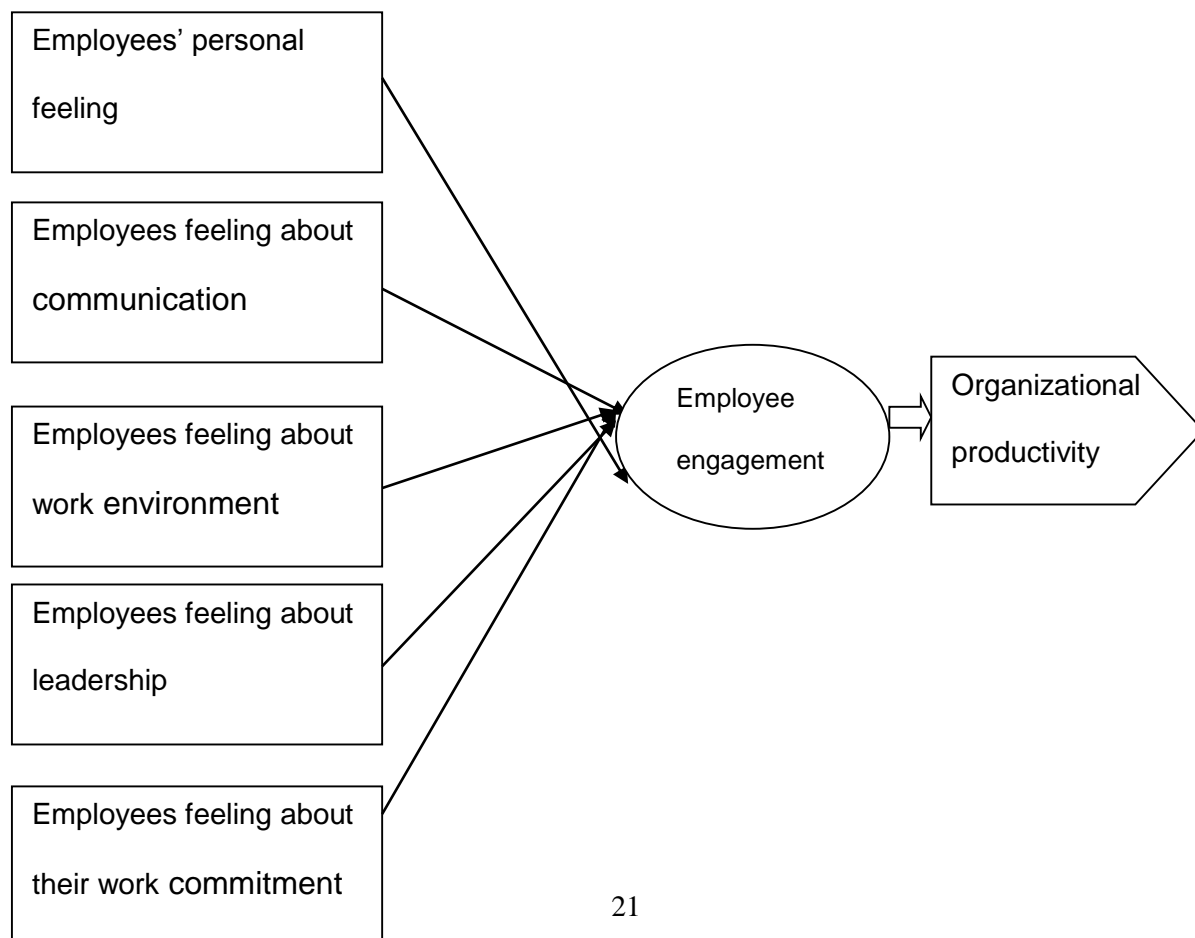 Employees’ personal
feeling
Employees feeling about
communication
Employees feeling about
work environment
Employees feeling about
leadership
Employees feeling about
their work commitment
Employee
engagement
Organizational
productivity
21